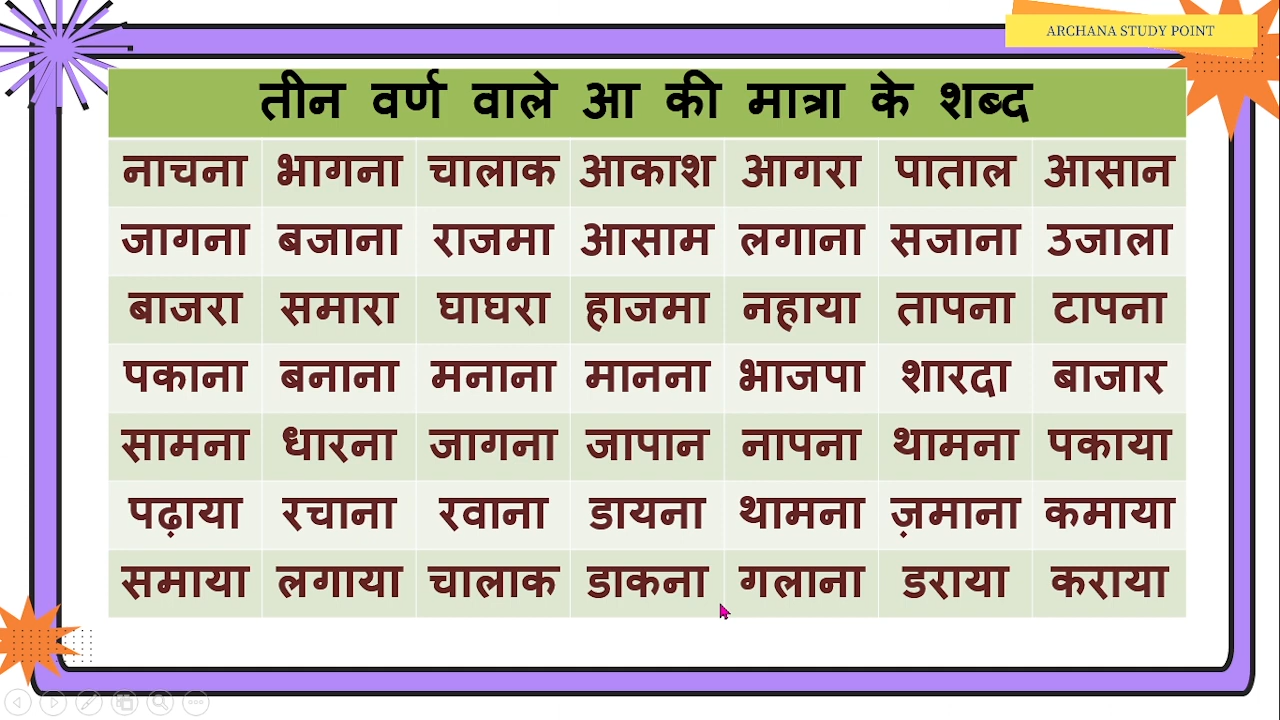 ARCHANA STUDY POINT
तीन वर्ण वाले आ की मात्रा के शब्द
नाचना भागना चालाक आकाश आगरा पाताल आसान
जागना बजाना राजमा आसाम लगाना सजाना उजाला
बाजरा समारा घाघरा हाजमा नहाया तापना टापना
पकाना बनाना मनाना मानना भाजपा शारदा बाजार
सामना धारना जागना जापान नापना थामना पकाया
पढ़ाया रचाना रवाना डायना थामना ज़माना कमाया
समाया लगाया चालाक डाकना गलाना डराया कराया